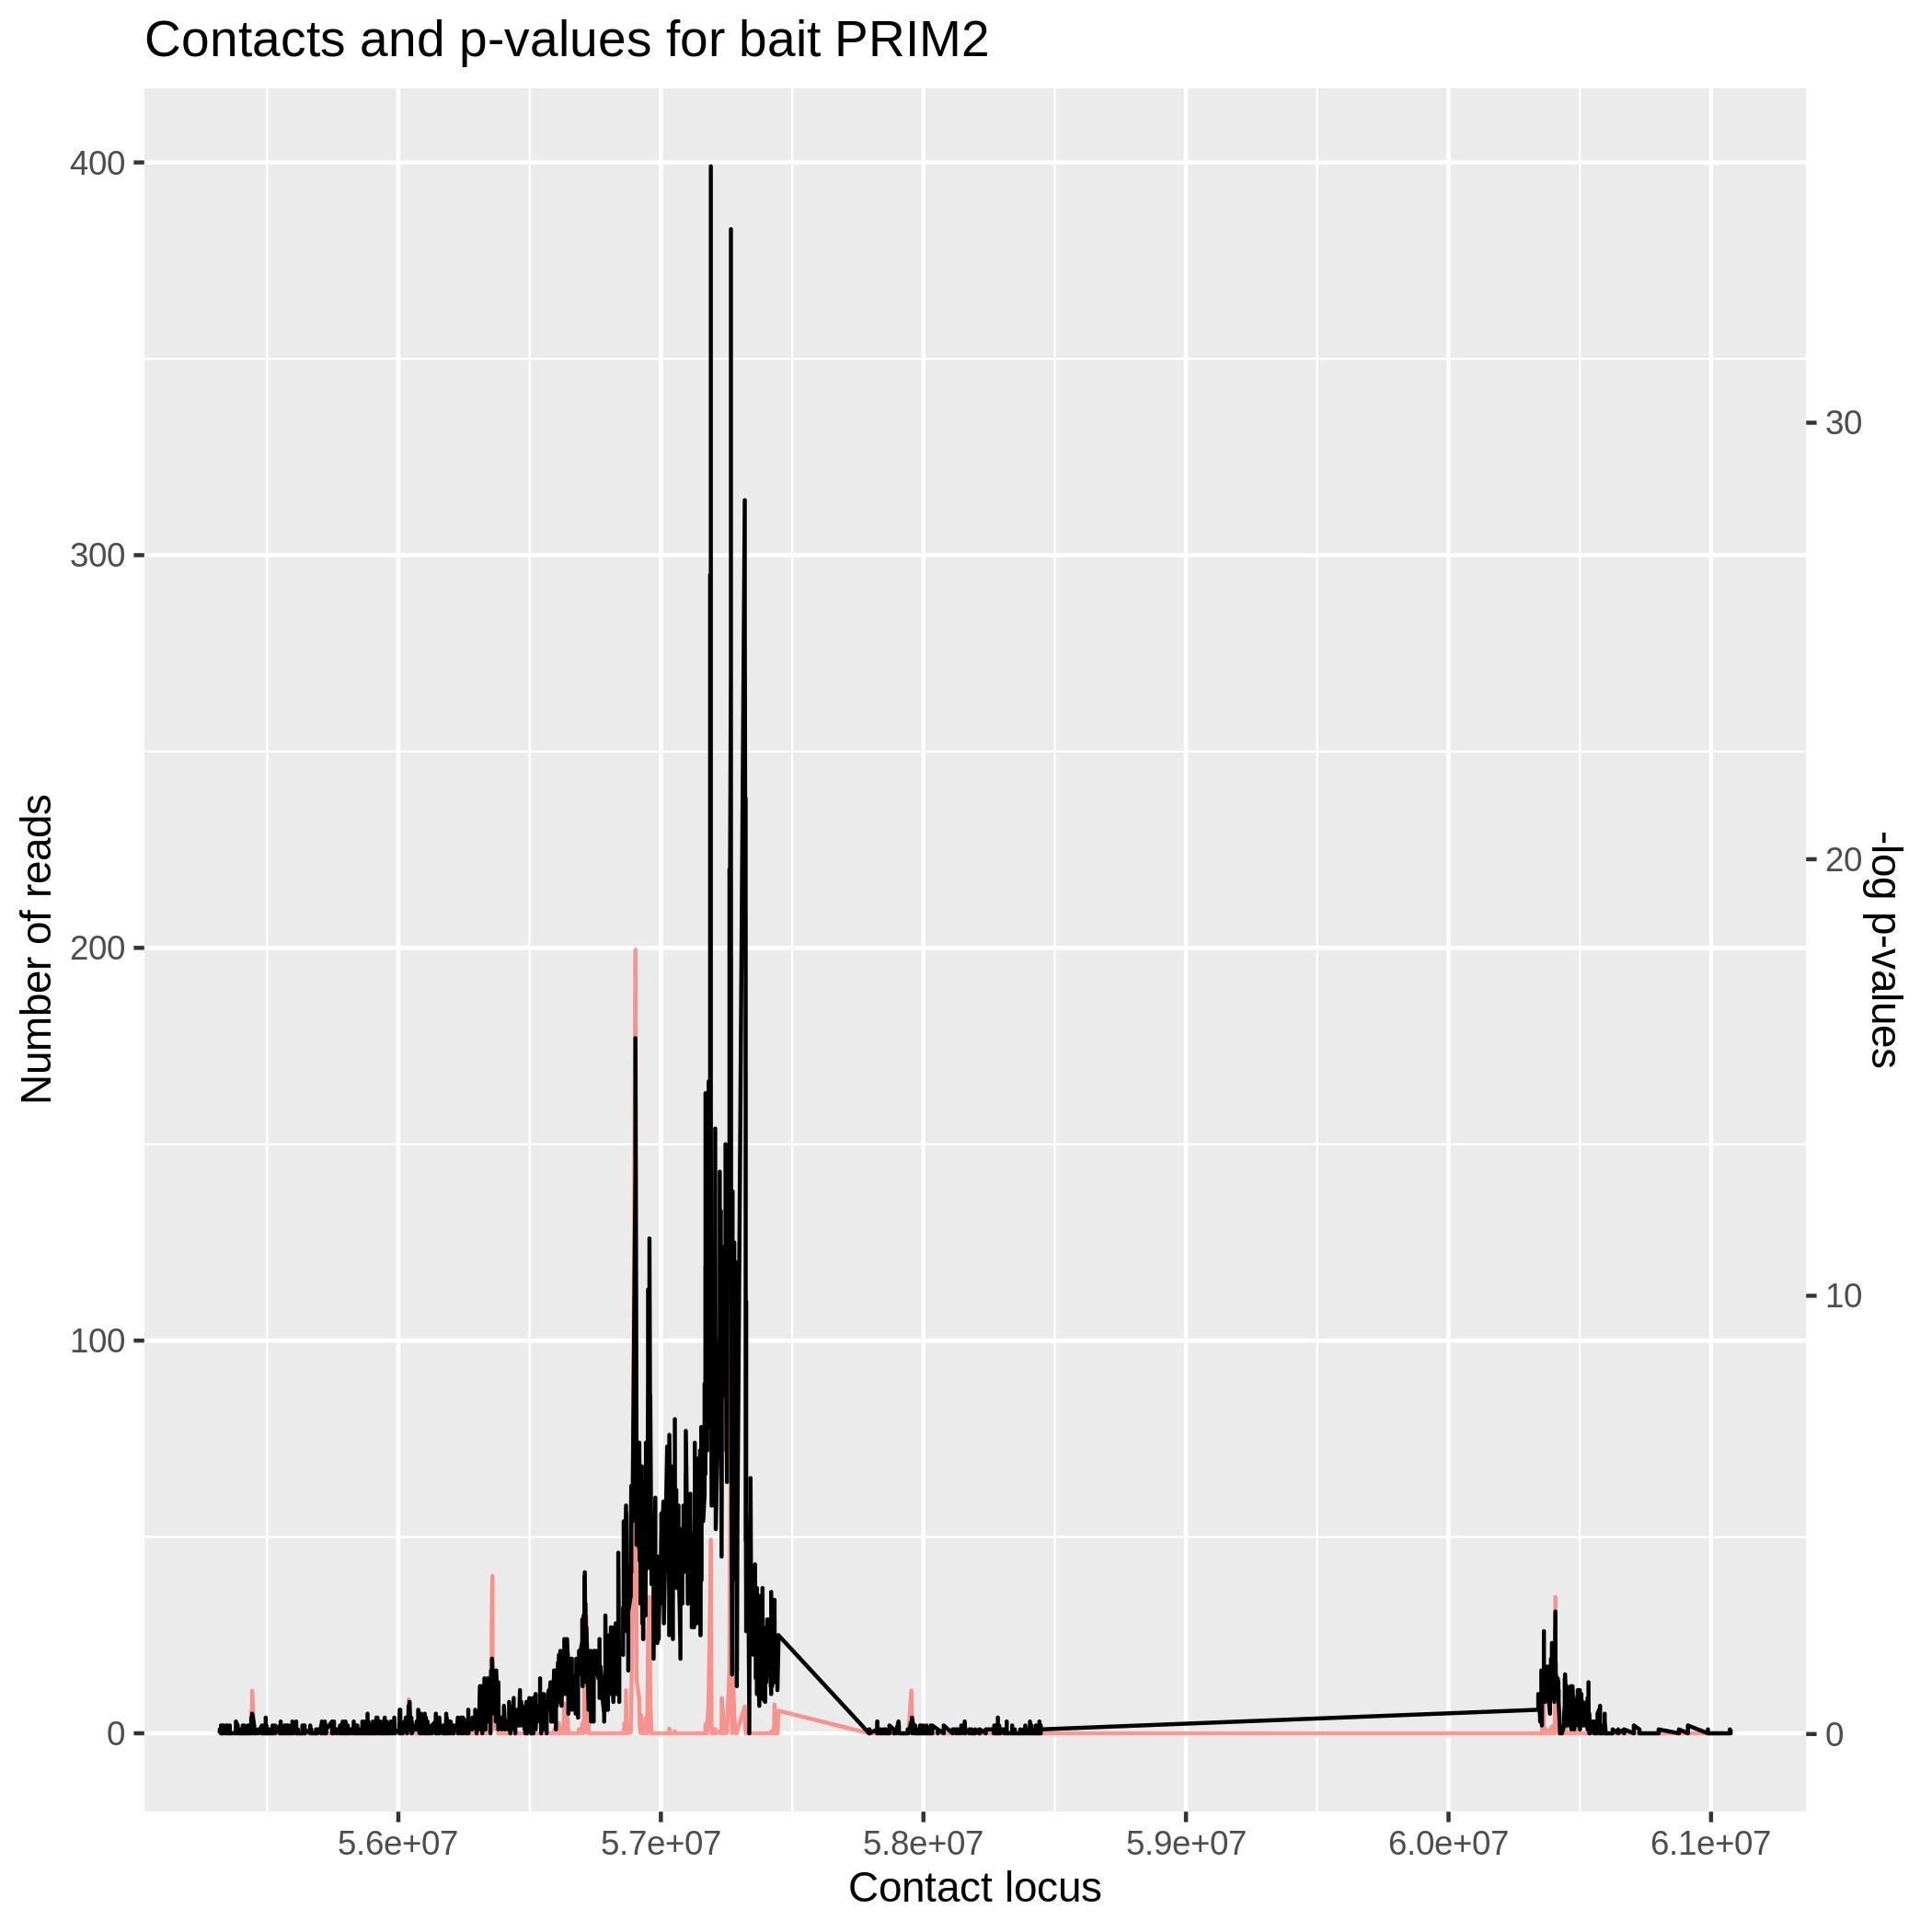 Contacts and p-values for bait PRIM2
400
300
200
100
0
Number of reads
30
20
10
0
-log p-values
5.6e+07 5.7e+07 5.8e+07 5.9e+07 6.0e+07 6.1e+07
Contact locus